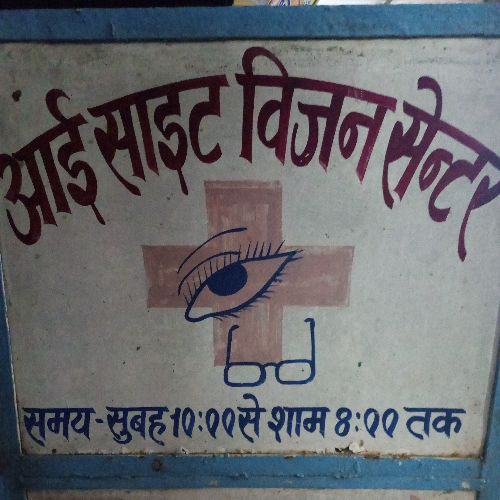 आई साइट विजन सेन्टर
समय-सुबह 10:00 से शाम 8:00 तक